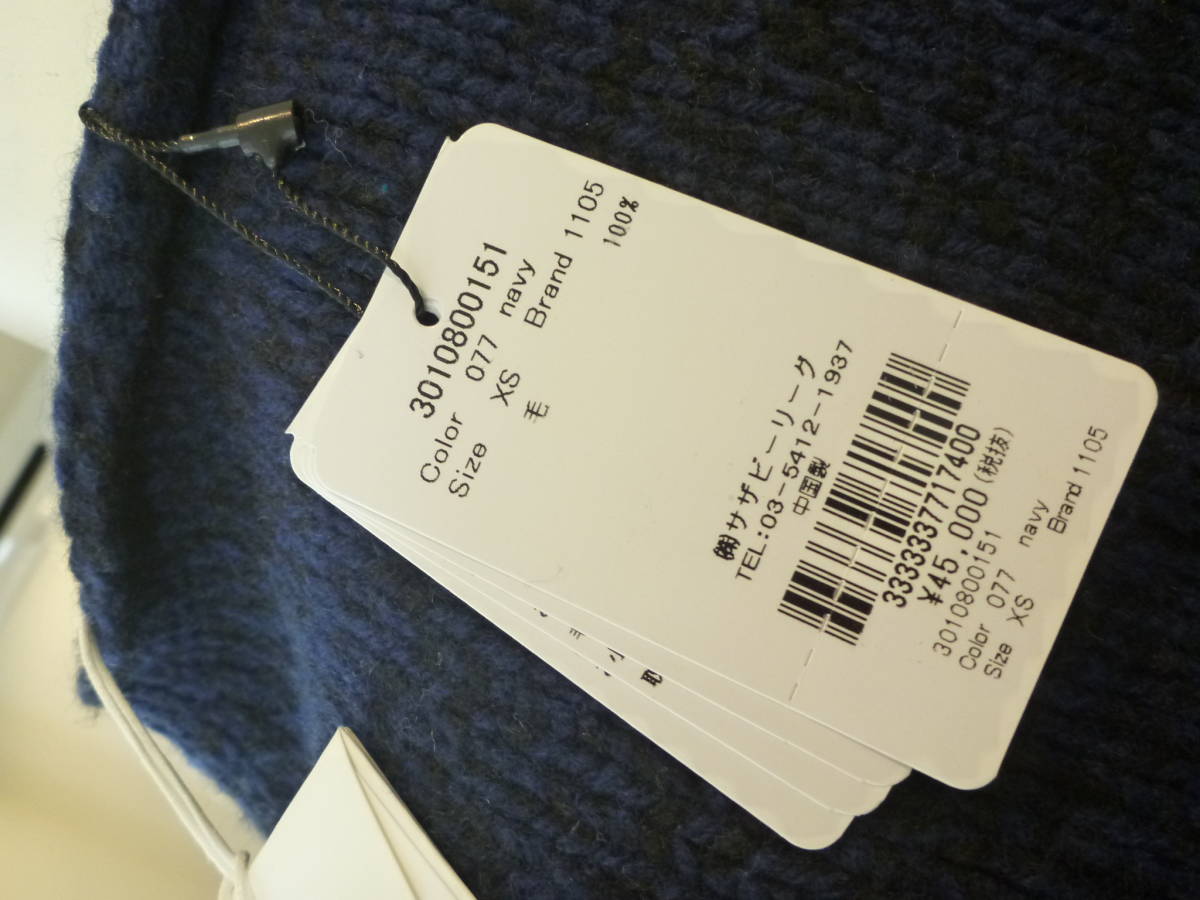 3010800151
Color 077 navy
Size XS Brand 1105
毛 100%
㈱サザビーリーグ
TEL:03-5412-1937
中国製
3333337717400
¥45,000(税抜)
3010800151
Color 077 navy
Size XS Brand 1105